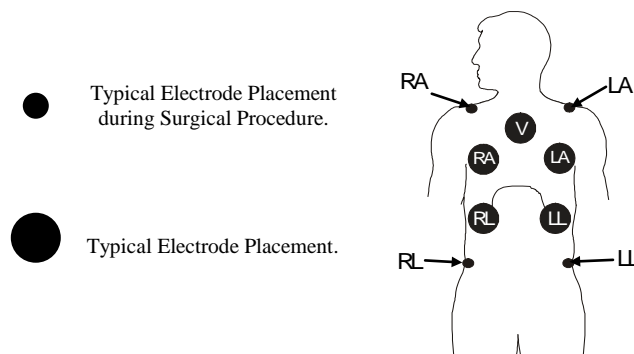 Typical Electrode Placement
during Surgical Procedure.
Typical Electrode Placement.
RA
LA
V
RA
LA
RL
LL
RL
LL